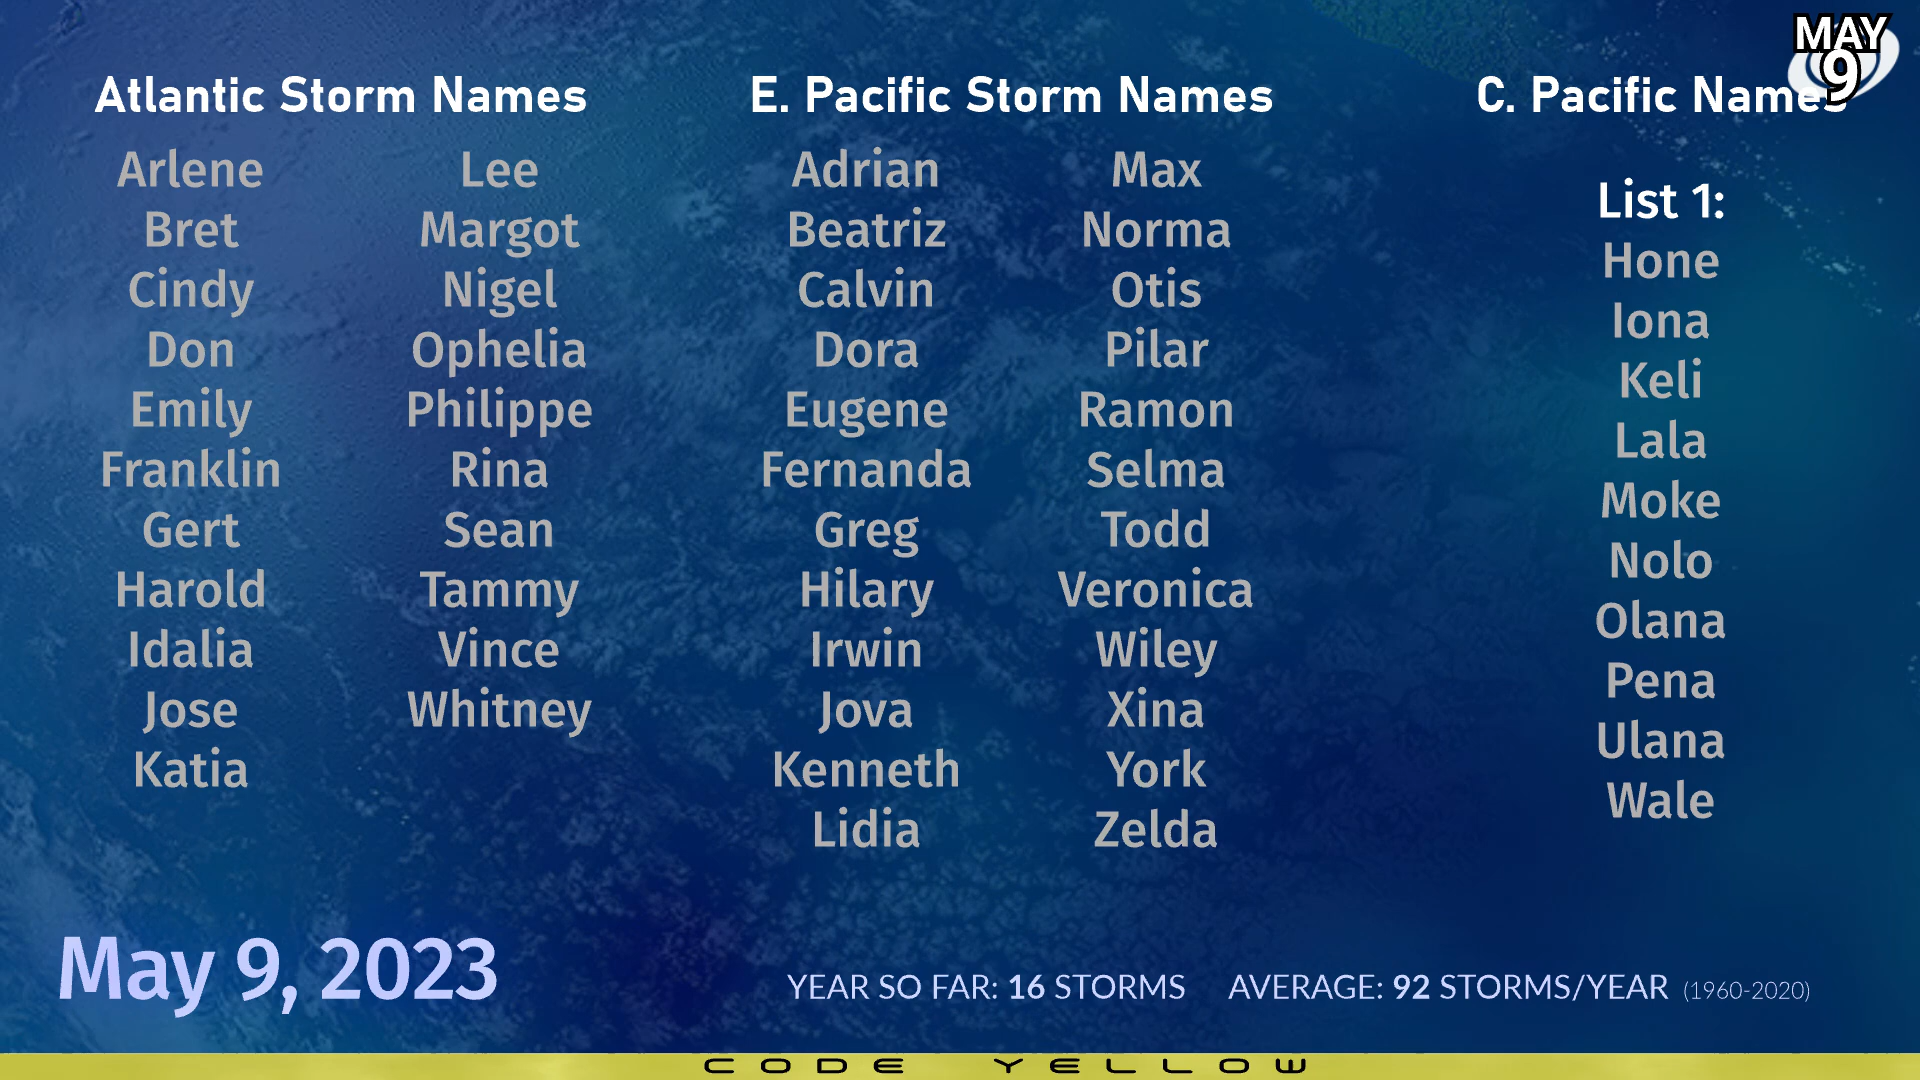 MAY
9
Atlantic Storm Names
Arlene
Bret
Cindy
Don
Emily
Franklin
Gert
Harold
Idalia
Jose
Katia
Lee
Margot
Nigel
Ophelia
Philippe
Rina
Sean
Tammy
Vince
Whitney
E. Pacific Storm Names
Adrian
Beatriz
Calvin
Dora
Eugene
Fernanda
Greg
Hilary
Irwin
Jova
Kenneth
Lidia
Max
Norma
Otis
Pilar
Ramon
Selma
Todd
Veronica
Wiley
Xina
York
Zelda
C. Pacific Names
List 1:
Hone
Iona
Keli
Lala
Moke
Nolo
Olana
Pena
Ulana
Wale
May 9, 2023
YEAR SO FAR: 16 STORMS AVERAGE: 92 STORMS/YEAR (1960-2020)
CODE YELLOW